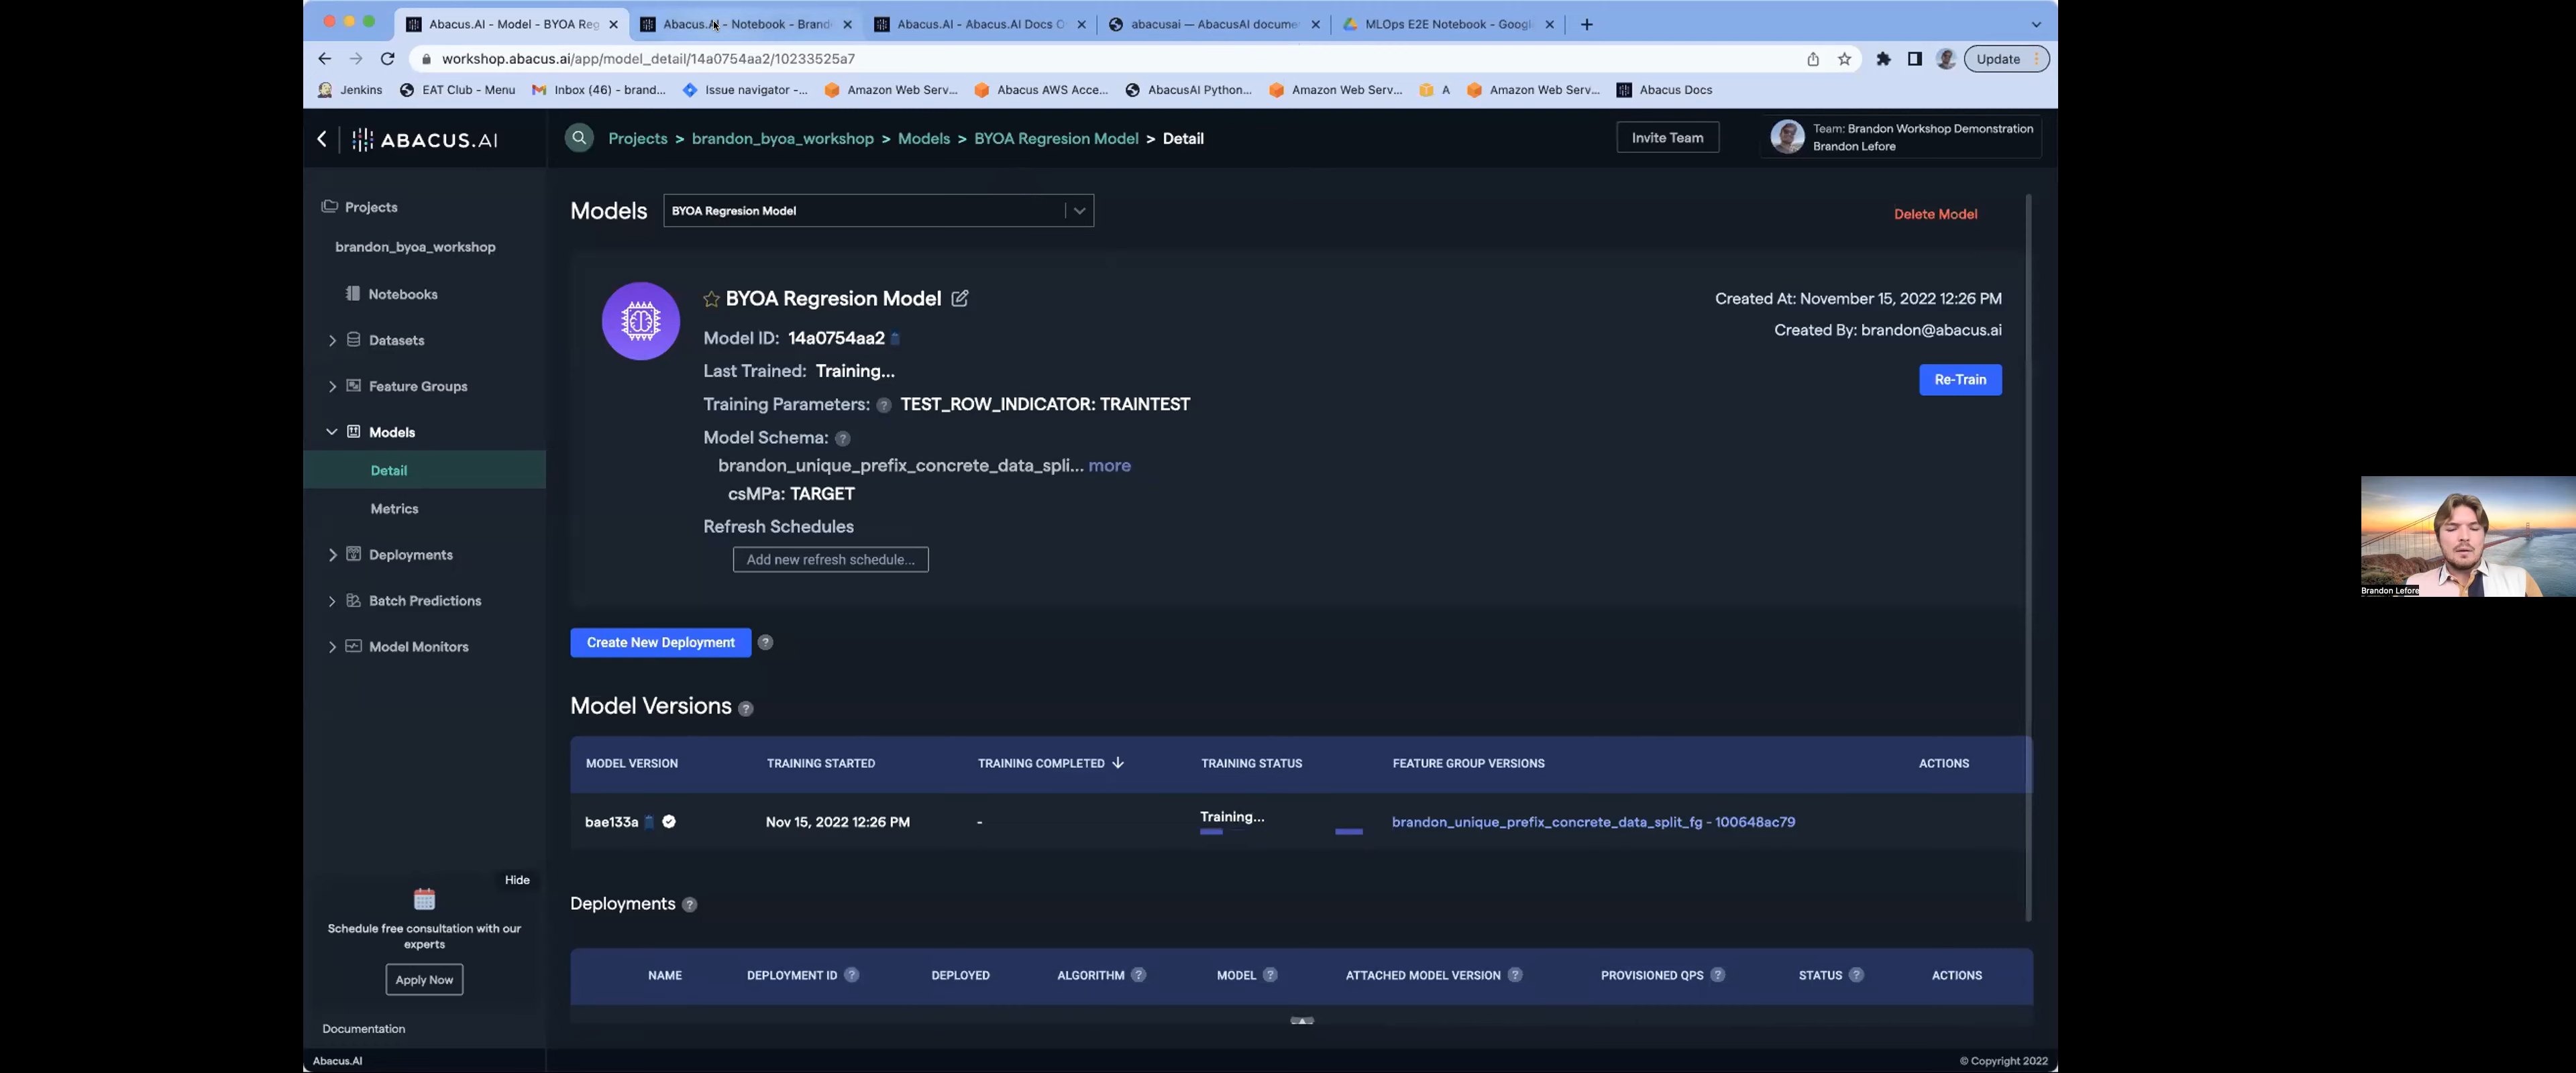 Abacus.AI - Model - BYOA Reg
Abacus.AI - Notebook - Brand
Abacus.AI - Abacus.AI Docs O
abacusai — AbacusAI docume
MLOps E2E Notebook - Googl
workshop.abacus.ai/app/model_detail/14a0754aa2/10233525a7
Update
Jenkins
EAT Club - Menu
Inbox (46) - brand...
Issue navigator -...
Amazon Web Serv...
Abacus AWS Acce...
AbacusAI Python...
Amazon Web Serv...
A
Amazon Web Serv...
Abacus Docs
ABACUS.AI
Projects > brandon_byoa_workshop > Models > BYOA Regresion Model > Detail
Invite Team
Team: Brandon Workshop Demonstration
Brandon Lefore
Projects
brandon_byoa_workshop
Notebooks
Datasets
Feature Groups
Models
Detail
Metrics
Deployments
Batch Predictions
Model Monitors
Hide
Schedule free consultation with our
experts
Apply Now
Documentation
Models
BYOA Regresion Model
Delete Model
BYOA Regresion Model
Created At: November 15, 2022 12:26 PM
Model ID: 14a0754aa2
Created By: brandon@abacus.ai
Last Trained: Training...
Re-Train
Training Parameters: ? TEST_ROW_INDICATOR: TRAINTEST
Model Schema: ?
brandon_unique_prefix_concrete_data_spli... more
csMPa: TARGET
Refresh Schedules
Add new refresh schedule...
Create New Deployment ?
Model Versions ?
MODEL VERSION TRAINING STARTED TRAINING COMPLETED TRAINING STATUS FEATURE GROUP VERSIONS ACTIONS
bae133a Nov 15, 2022 12:26 PM - Training... brandon_unique_prefix_concrete_data_split_fg - 100648ac79
Deployments ?
NAME DEPLOYMENT ID ? DEPLOYED ALGORITHM ? MODEL ? ATTACHED MODEL VERSION ? PROVISIONED QPS ? STATUS ? ACTIONS
Abacus.AI
© Copyright 2022
Brandon Lefore